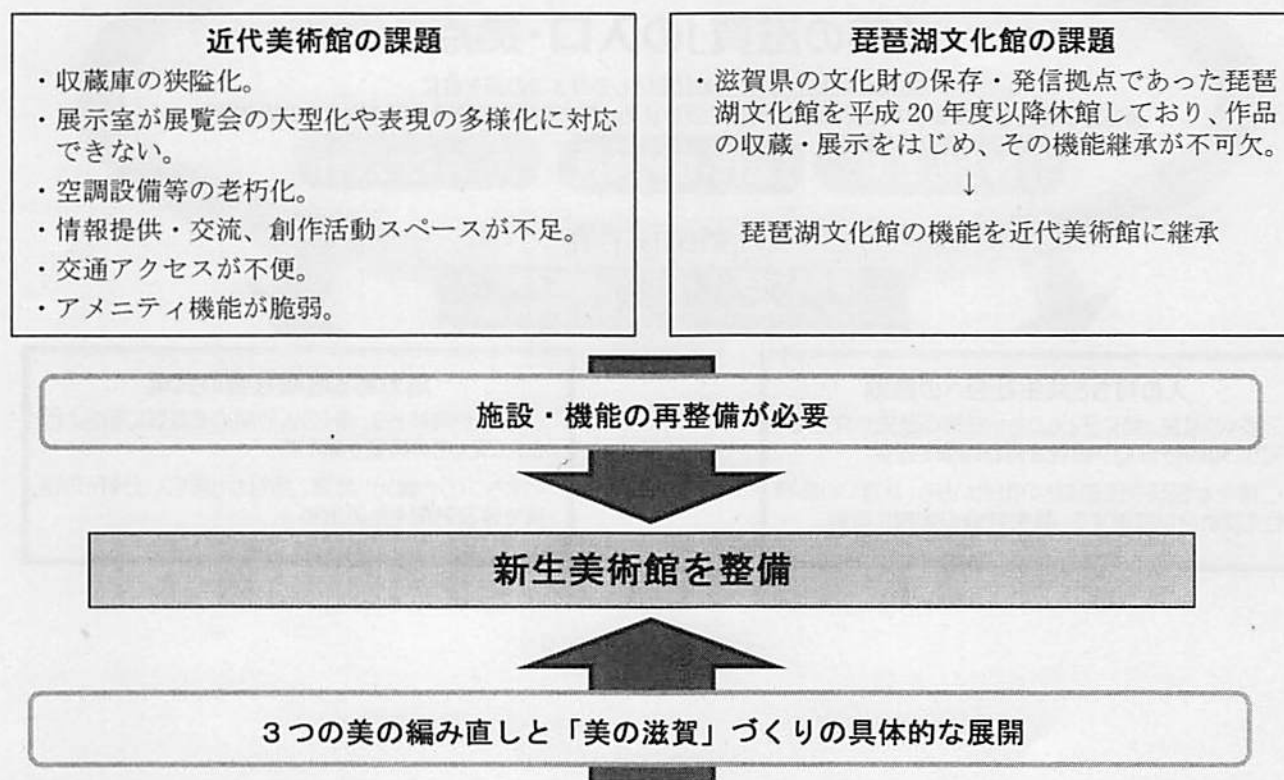 近代美術館の課題
・収蔵庫の狭隘化。
・展示室が展覧会の大型化や表現の多様化に対応
できない。
・空調設備等の老朽化。
・情報提供・交流、創作活動スペースが不足。
・交通アクセスが不便。
・アメニティ機能が脆弱。
琵琶湖文化館の課題
・滋賀県の文化財の保存・発信拠点であった琵琶
湖文化館を平成 20 年度以降休館しており、作品
の収蔵・展示をはじめ、その機能継承が不可欠。
↓
琵琶湖文化館の機能を近代美術館に継承
施設・機能の再整備が必要
新生美術館を整備
3つの美の編み直しと「美の滋賀」づくりの具体的な展開